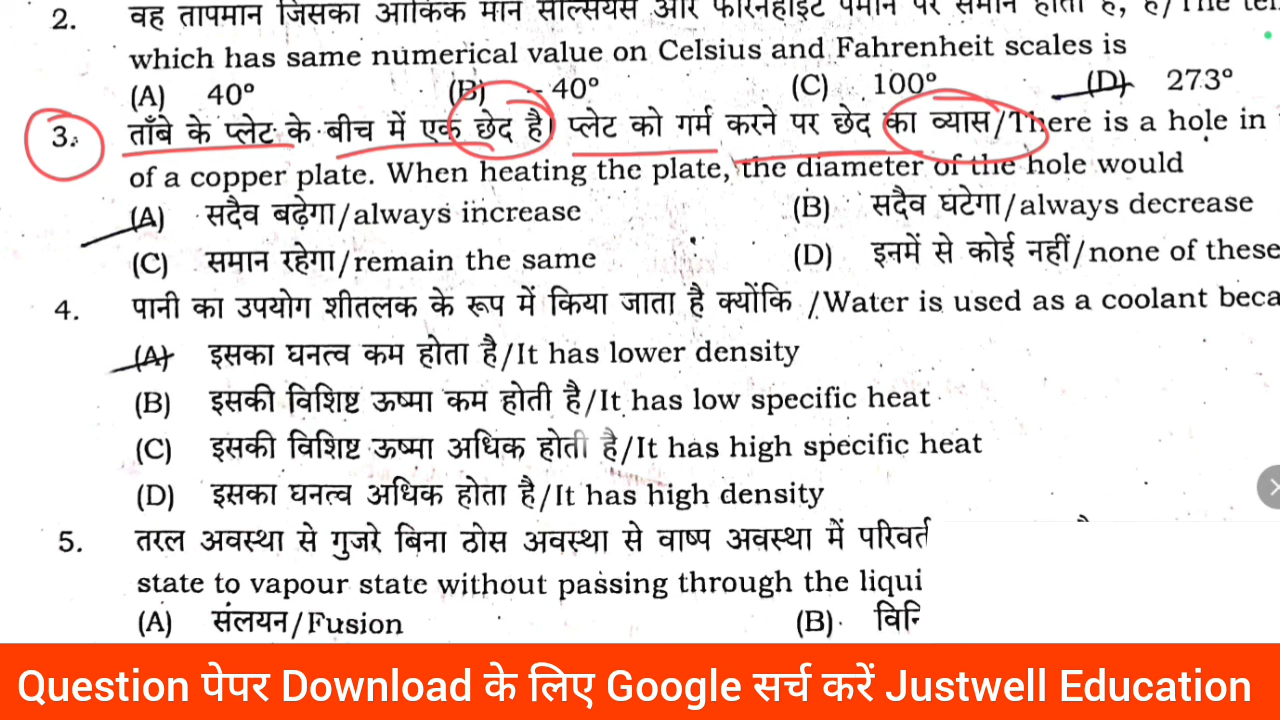 2. वह तापमान जिसका आंकिक मान सेल्सियस और फारेनहाइट पैमाने पर समान होता है, है/The
which has same numerical value on Celsius and Fahrenheit scales is
(A) 40° (B) - 40° (C) 100° (D) 273°
3. ताँबे के प्लेट के बीच में एक छेद है। प्लेट को गर्म करने पर छेद का व्यास/There is a hole in
of a copper plate. When heating the plate, the diameter of the hole would
(A) सदैव बढ़ेगा/always increase (B) सदैव घटेगा/always decrease
(C) समान रहेगा/remain the same (D) इनमें से कोई नहीं/none of these
4. पानी का उपयोग शीतलक के रूप में किया जाता है क्योंकि /Water is used as a coolant beca
(A) इसका घनत्व कम होता है/It has lower density
(B) इसकी विशिष्ट ऊष्मा कम होती है/It has low specific heat
(C) इसकी विशिष्ट ऊष्मा अधिक होती है/It has high specific heat
(D) इसका घनत्व अधिक होता है/It has high density
5. तरल अवस्था से गुजरे बिना ठोस अवस्था से वाष्प अवस्था में परिवर्त
state to vapour state without passing through the liqui
(A) संलयन/Fusion (B)
Question पेपर Download के लिए Google सर्च करें Justwell Education